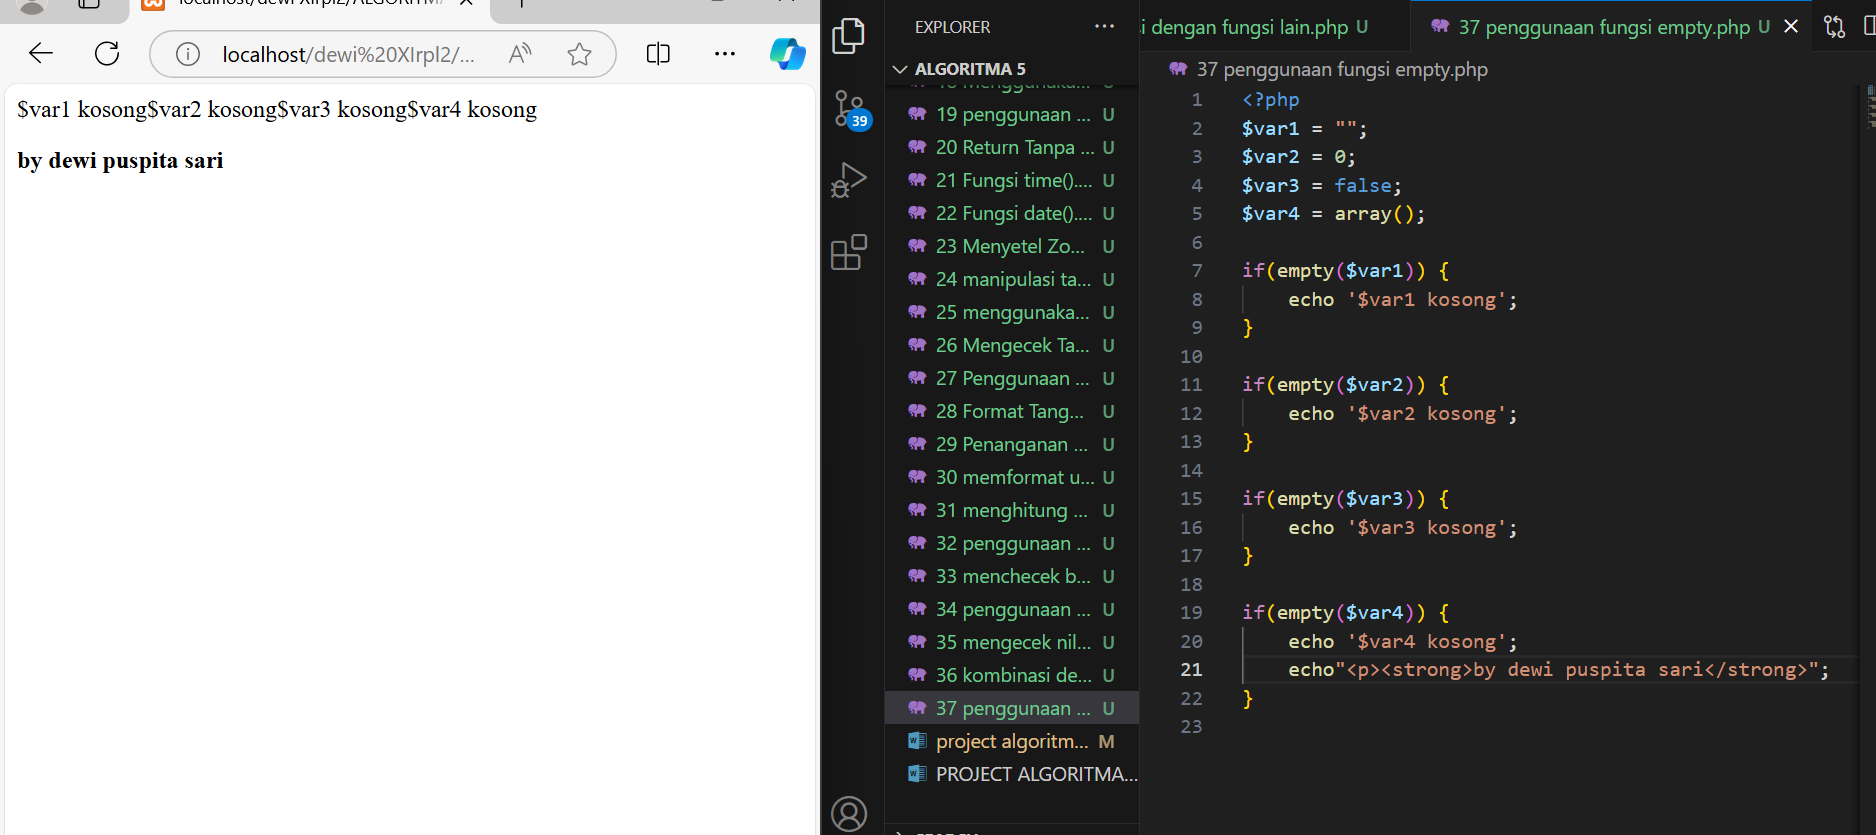 localhost/dewi%20XIrpl2/...
$var1 kosong$var2 kosong$var3 kosong$var4 kosong
by dewi puspita sari
EXPLORER
ALGORITMA 5
19 penggunaan ... U
20 Return Tanpa ... U
21 Fungsi time().... U
22 Fungsi date().... U
23 Menyetel Zo... U
24 manipulasi ta... U
25 menggunaka... U
26 Mengecek Ta... U
27 Penggunaan ... U
28 Format Tang... U
29 Penanganan ... U
30 memformat u... U
31 menghitung ... U
32 penggunaan ... U
33 menchecek b... U
34 penggunaan ... U
35 mengecek nil... U
36 kombinasi de... U
37 penggunaan ... U
project algoritm... M
PROJECT ALGORITMA...
39
i dengan fungsi lain.php U
37 penggunaan fungsi empty.php U
37 penggunaan fungsi empty.php
1 <?php
2 $var1 = "";
3 $var2 = 0;
4 $var3 = false;
5 $var4 = array();
6
7 if(empty($var1)) {
8 echo '$var1 kosong';
9 }
10
11 if(empty($var2)) {
12 echo '$var2 kosong';
13 }
14
15 if(empty($var3)) {
16 echo '$var3 kosong';
17 }
18
19 if(empty($var4)) {
20 echo '$var4 kosong';
21 echo"<p><strong>by dewi puspita sari</strong>";
22 }
23